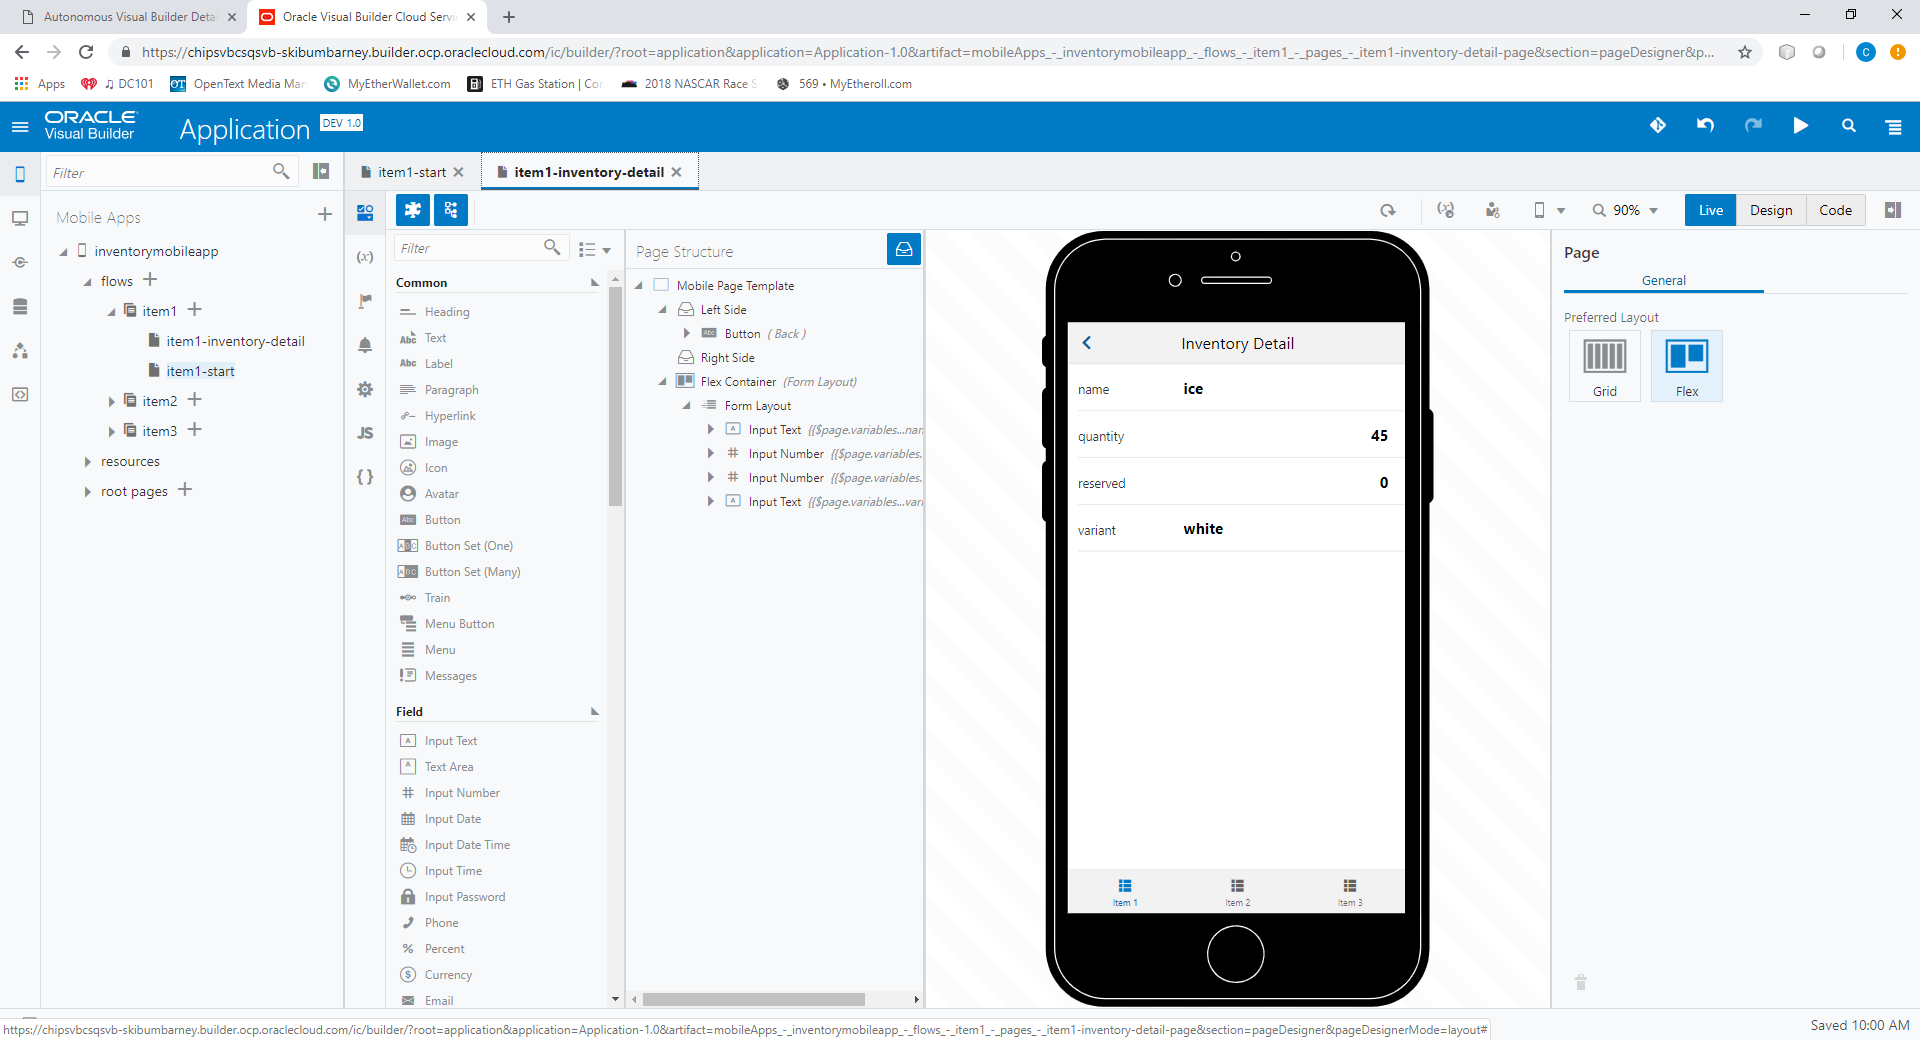 Autonomous Visual Builder Deta
Oracle Visual Builder Cloud Servi
https://chipsvbcsqsvb-skibumbarney.builder.ocp.oraclecloud.com/ic/builder/?root=application&application=Application-1.0&artifact=mobileApps_-_inventorymobileapp_-_flows_-_item1_-_pages_-_item1-inventory-detail-page&section=pageDesigner&p...
C
Apps
♫ DC101
OT
OpenText Media Man
MyEtherWallet.com
ETH Gas Station | Co
2018 NASCAR Race S
569 • MyEtheroll.com
ORACLE
Visual Builder
Application
DEV 1.0
Filter
item1-start
item1-inventory-detail
Mobile Apps
90%
Live
Design
Code
inventorymobileapp
flows
item1
item1-inventory-detail
item1-start
item2
item3
resources
root pages
(x)
JS
{ }
Filter
Common
Heading
Abc
Text
Abc
Label
Paragraph
Hyperlink
Image
Icon
Avatar
Abc
Button
Button Set (One)
Button Set (Many)
Train
Menu Button
Menu
Messages
Field
A
Input Text
A
Text Area
Input Number
Input Date
Input Date Time
Input Time
Input Password
Phone
%
Percent
$
Currency
Email
Page Structure
Mobile Page Template
Left Side
Abc
Button ( Back )
Right Side
Flex Container (Form Layout)
Form Layout
A
Input Text {{$page.variables...nam
Input Number {{$page.variables.
Input Number {{$page.variables.
A
Input Text {{$page.variables...vari
Inventory Detail
name ice
quantity 45
reserved 0
variant white
Item 1
Item 2
Item 3
Page
General
Preferred Layout
Grid
Flex
https://chipsvbcsqsvb-skibumbarney.builder.ocp.oraclecloud.com/ic/builder/?root=application&application=Application-1.0&artifact=mobileApps_-_inventorymobileapp_-_flows_-_item1_-_pages_-_item1-inventory-detail-page&section=pageDesigner&pageDesignerMode=layout#
Saved 10:00 AM